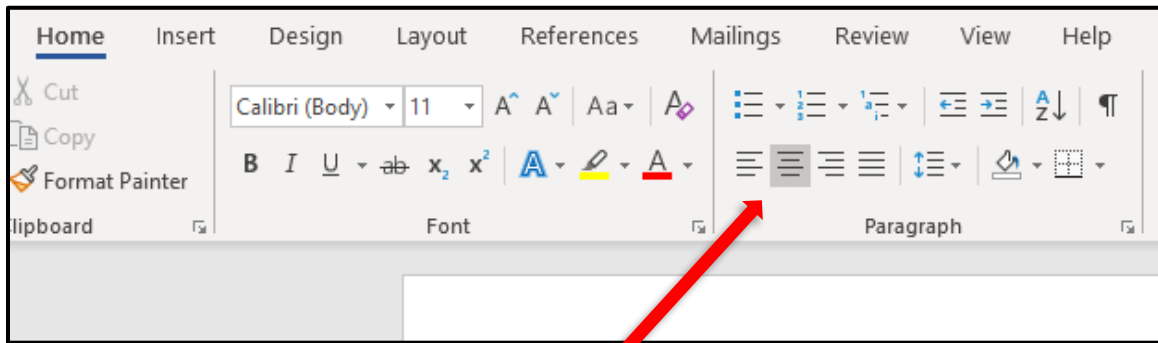 Home Insert Design Layout References Mailings Review View Help
Cut
Calibri (Body) 11 A A Aa A A Z ¶
Copy
B I U ab x2 x2 A A
Format Painter
lipboard Font Paragraph